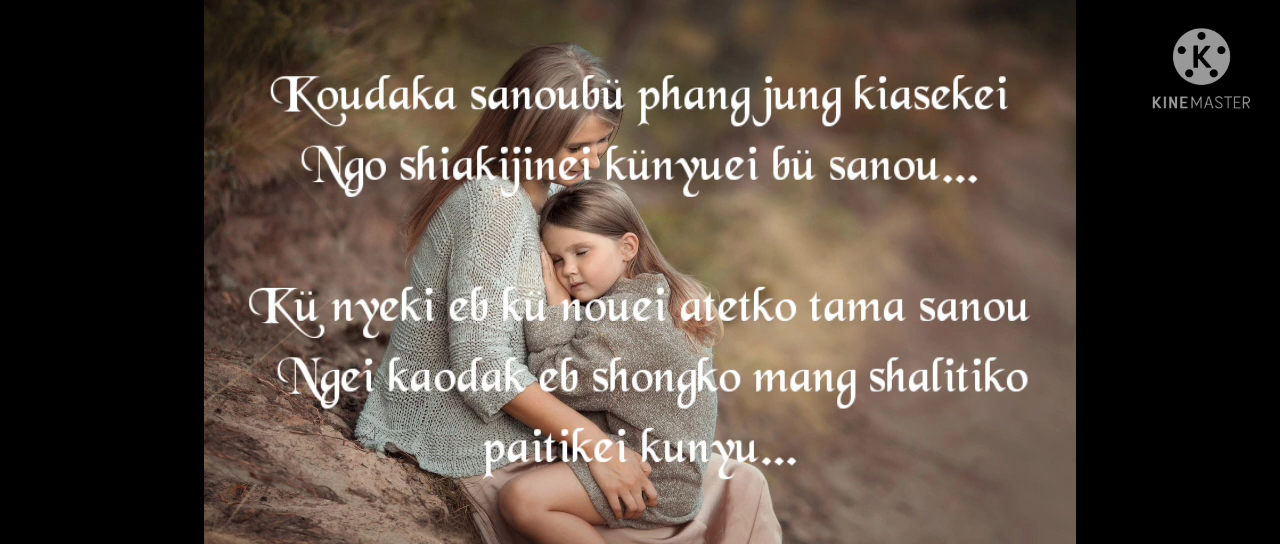 Koudaka sanoubü phang jung kiasekei
Ngo shiakijinei künyuei bü sanou...
Kü nyeki eb kü nouei atetko tama sanou
Ngei kaodak eb shongko mang shalitiko
paitikei kunyu...
K
KINEMASTER